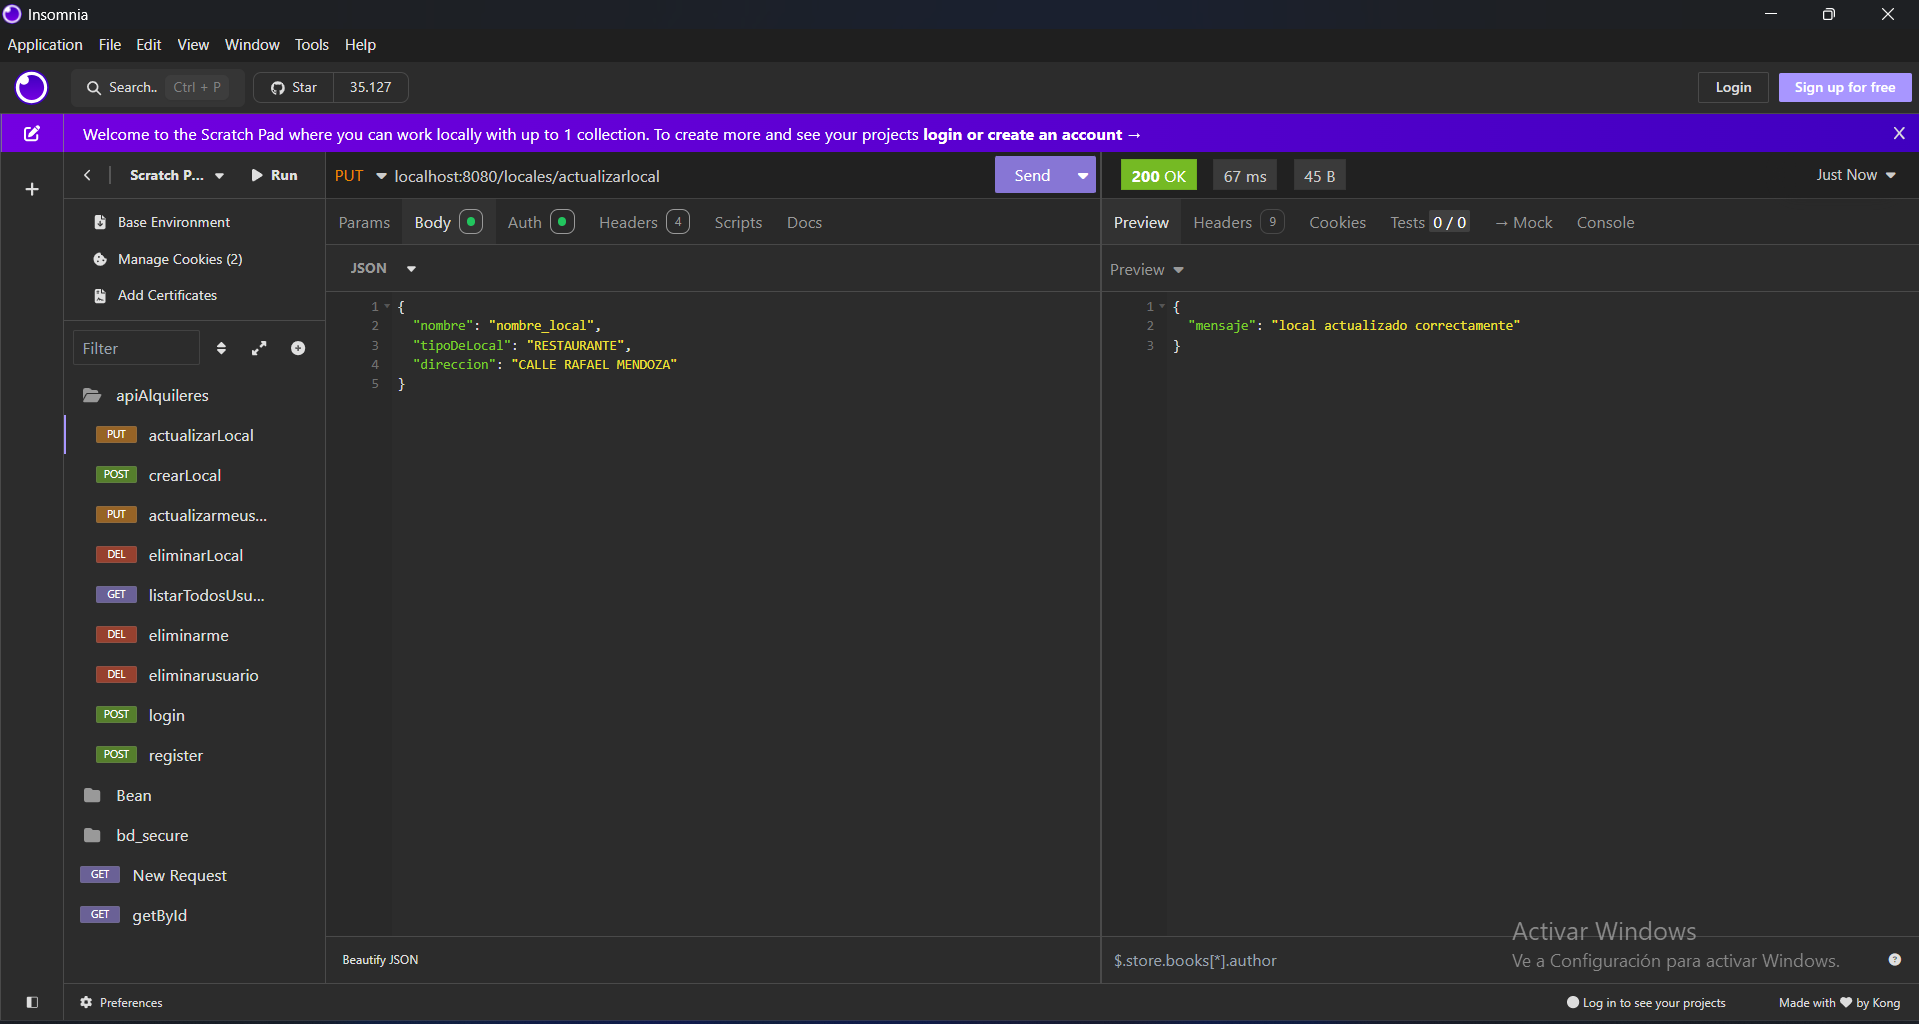 Insomnia
Application File Edit View Window Tools Help
Search.. Ctrl + P Star 35.127 Login Sign up for free
Welcome to the Scratch Pad where you can work locally with up to 1 collection. To create more and see your projects login or create an account → X
Scratch P... Run PUT localhost:8080/locales/actualizarlocal Send 200 OK 67 ms 45 B Just Now
Base Environment
Manage Cookies (2)
Add Certificates
Filter
apiAlquileres
PUT actualizarLocal
POST crearLocal
PUT actualizarmeus...
DEL eliminarLocal
GET listarTodosUsu...
DEL eliminarme
DEL eliminarusuario
POST login
POST register
Bean
bd_secure
GET New Request
GET getById
Params Body Auth Headers 4 Scripts Docs
JSON
1 {
2 "nombre": "nombre_local",
3 "tipoDeLocal": "RESTAURANTE",
4 "direccion": "CALLE RAFAEL MENDOZA"
5 }
Beautify JSON
Preview Headers 9 Cookies Tests 0 / 0 → Mock Console
Preview
1 {
2 "mensaje": "local actualizado correctamente"
3 }
$.store.books[*].author
Activar Windows
Ve a Configuración para activar Windows.
Preferences
Log in to see your projects Made with by Kong